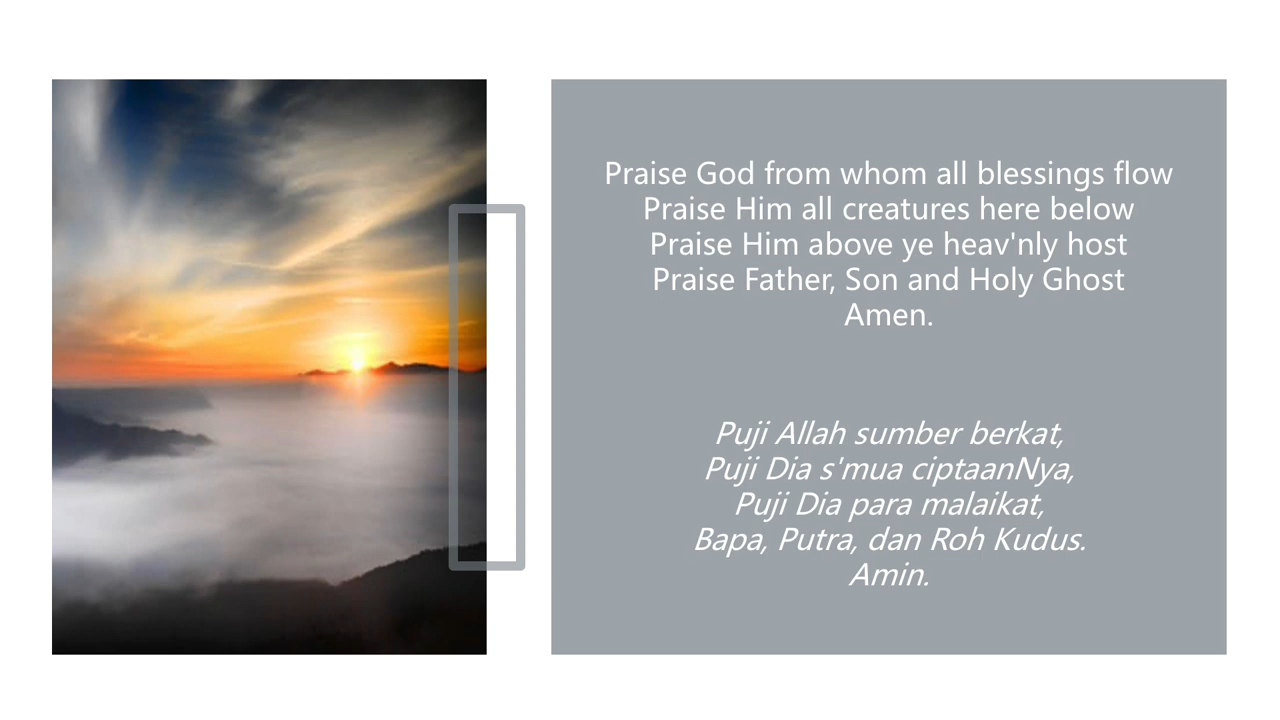 Praise God from whom all blessings flow
Praise Him all creatures here below
Praise Him above ye heav'nly host
Praise Father, Son and Holy Ghost
Amen.
Puji Allah sumber berkat,
Puji Dia s'mua ciptaanNya,
Puji Dia para malaikat,
Bapa, Putra, dan Roh Kudus.
Amin.